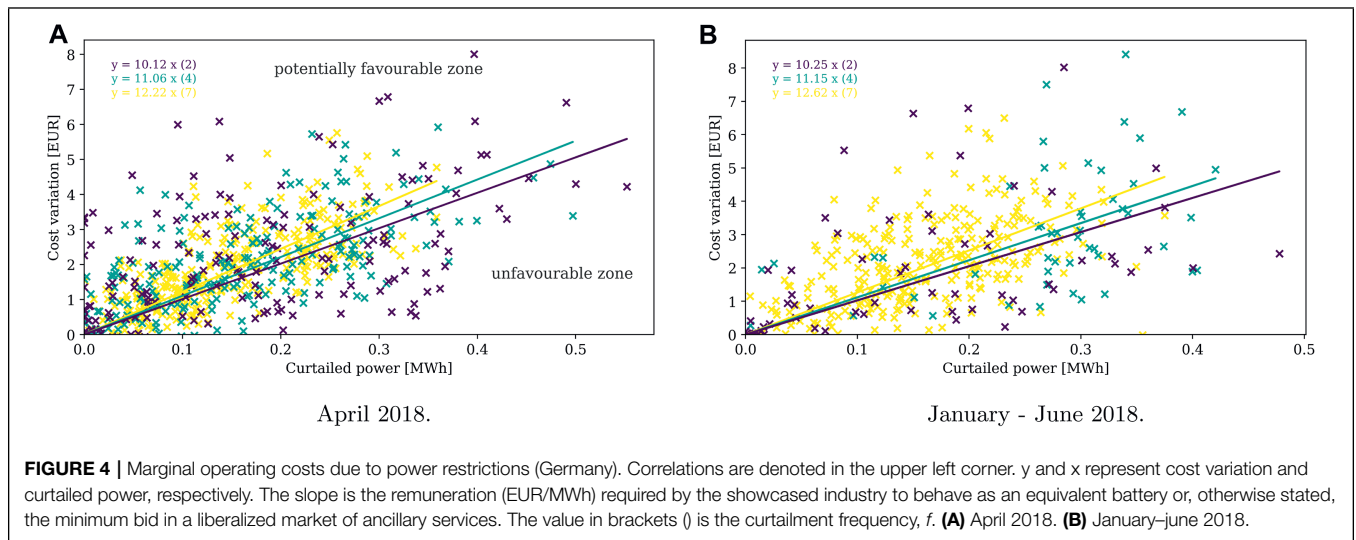 A
y = 10.12 x (2)
y = 11.06 x (4)
y = 12.22 x (7)
potentially favourable zone
unfavourable zone
Cost variation [EUR]
8
7
6
5
4
3
2
1
0
0.0 0.1 0.2 0.3 0.4 0.5
Curtailed power [MWh]
April 2018.
B
y = 10.25 x (2)
y = 11.15 x (4)
y = 12.62 x (7)
Cost variation [EUR]
8
7
6
5
4
3
2
1
0
0.0 0.1 0.2 0.3 0.4 0.5
Curtailed power [MWh]
January - June 2018.
FIGURE 4 | Marginal operating costs due to power restrictions (Germany). Correlations are denoted in the upper left corner. y and x represent cost variation and
curtailed power, respectively. The slope is the remuneration (EUR/MWh) required by the showcased industry to behave as an equivalent battery or, otherwise stated,
the minimum bid in a liberalized market of ancillary services. The value in brackets () is the curtailment frequency, f. (A) April 2018. (B) January–june 2018.